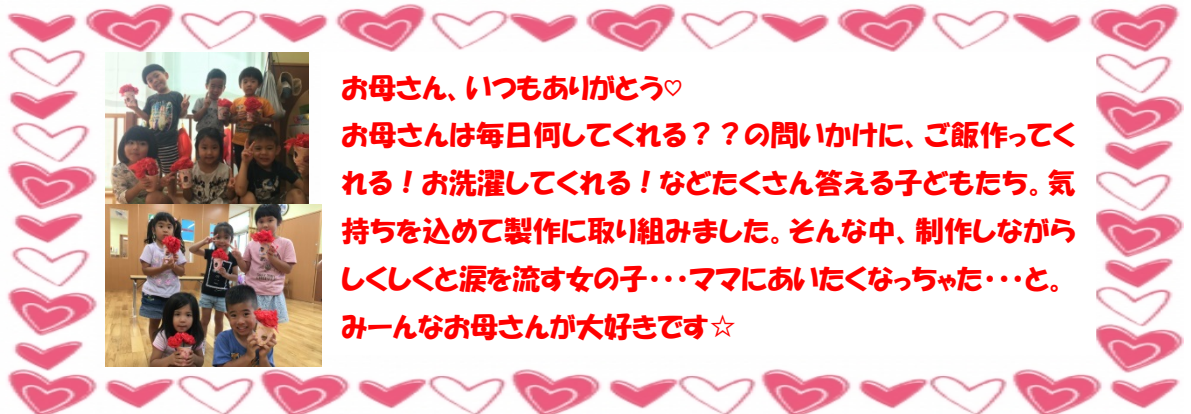 お母さん、いつもありがとう♡
お母さんは毎日何してくれる？？の問いかけに、ご飯作ってく
れる！お洗濯してくれる！などたくさん答える子どもたち。気
持ちを込めて製作に取り組みました。そんな中、制作しながら
しくしくと涙を流す女の子・・・ママにあいたくなっちゃた・・・と。
みーんなお母さんが大好きです☆